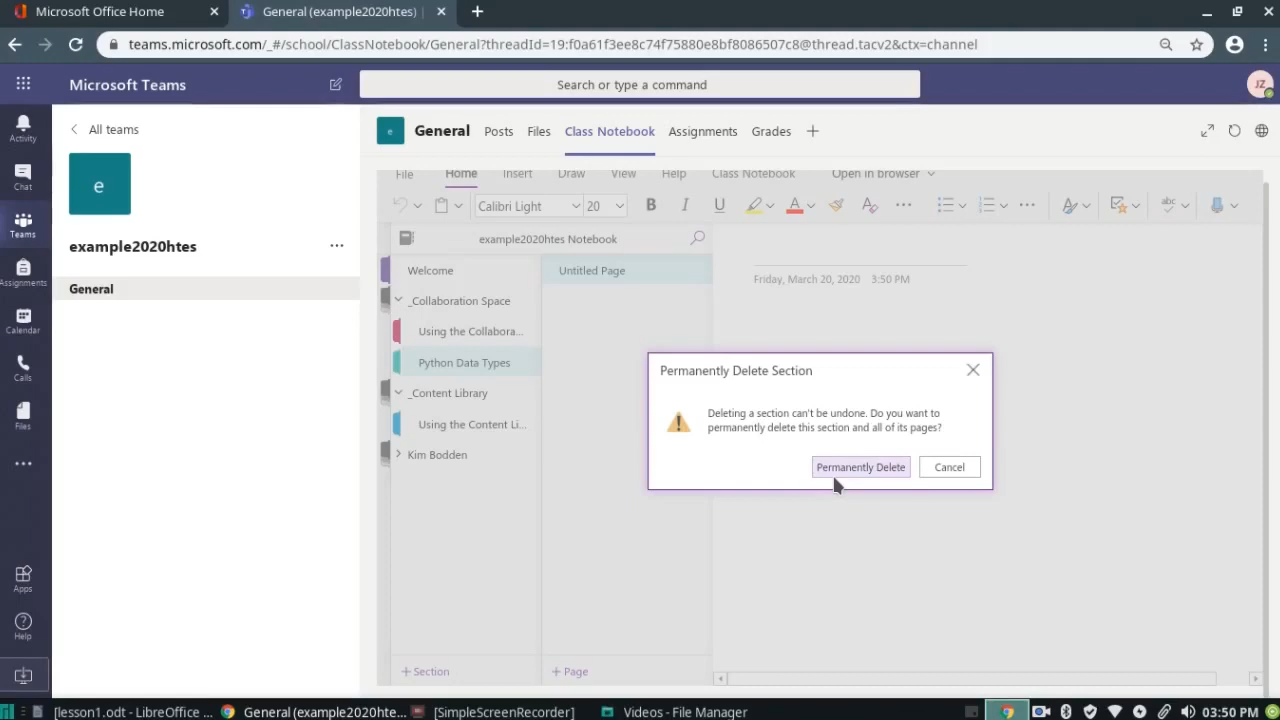 Microsoft Office Home
General (example2020htes) |
teams.microsoft.com/_#/school/ClassNotebook/General?threadId=19:f0a61f3ee8c74f75880e8bf8086507c8@thread.tacv2&ctx=channel
Microsoft Teams
Search or type a command
JZ
Activity
Chat
Teams
Assignments
Calendar
Calls
Files
Apps
Help
All teams
e
example2020htes
General
e
General
Posts
Files
Class Notebook
Assignments
Grades
File
Home
Insert
Draw
View
Help
Class Notebook
Open in browser
Calibri Light
20
B
I
U
A
abc
example2020htes Notebook
Welcome
_Collaboration Space
Using the Collabora...
Python Data Types
_Content Library
Using the Content Li...
Kim Bodden
+ Section
Untitled Page
+ Page
Friday, March 20, 2020 3:50 PM
Permanently Delete Section
Deleting a section can't be undone. Do you want to
permanently delete this section and all of its pages?
Permanently Delete
Cancel
[lesson1.odt - LibreOffice ...
General (example2020hte...
[SimpleScreenRecorder]
Videos - File Manager
03:50 PM